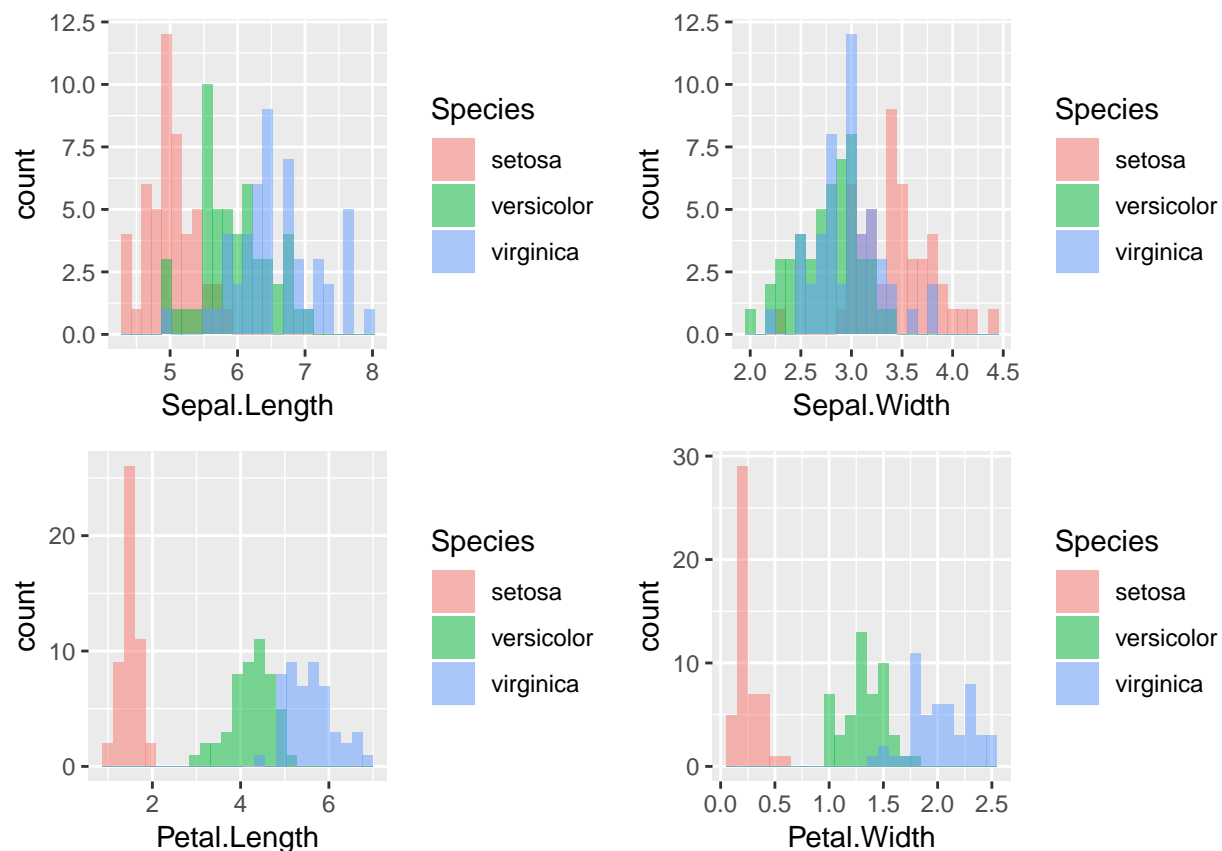 12.5
10.0
7.5
5.0
2.5
0.0
count
5 6 7 8
Sepal.Length
Species
setosa
versicolor
virginica
12.5
10.0
7.5
5.0
2.5
0.0
count
2.0 2.5 3.0 3.5 4.0 4.5
Sepal.Width
Species
setosa
versicolor
virginica
20
10
0
count
2 4 6
Petal.Length
Species
setosa
versicolor
virginica
30
20
10
0
count
0.0 0.5 1.0 1.5 2.0 2.5
Petal.Width
Species
setosa
versicolor
virginica